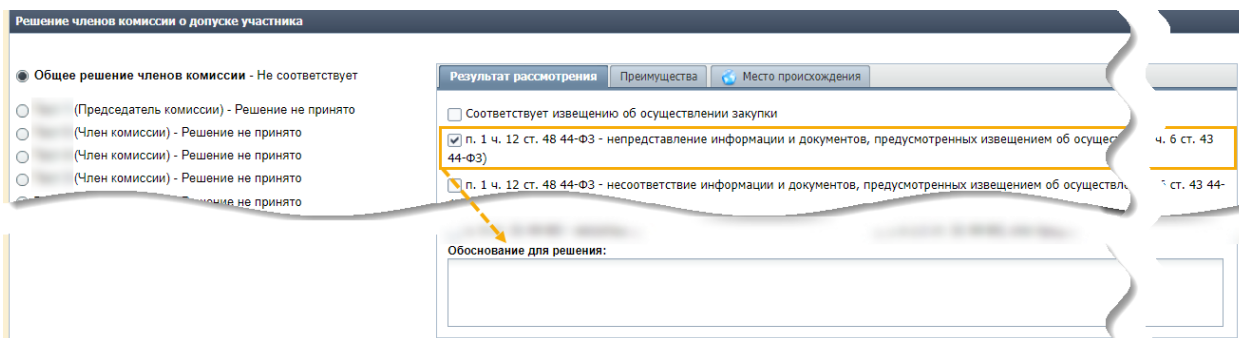 Решение членов комиссии о допуске участника
Общее решение членов комиссии - Не соответствует
(Председатель комиссии) - Решение не принято
(Член комиссии) - Решение не принято
(Член комиссии) - Решение не принято
(Член комиссии) - Решение не принято
не принято
Результат рассмотрения
Преимущества
Место происхождения
Соответствует извещению об осуществлении закупки
п. 1 ч. 12 ст. 48 44-ФЗ - непредставление информации и документов, предусмотренных извещением об ч. 6 ст. 43
44-ФЗ)
п. 1 ч. 12 ст. 48 44-ФЗ - несоответствие информации и документов, предусмотренных извещением об ст. 43 44-
Обоснование для решения: